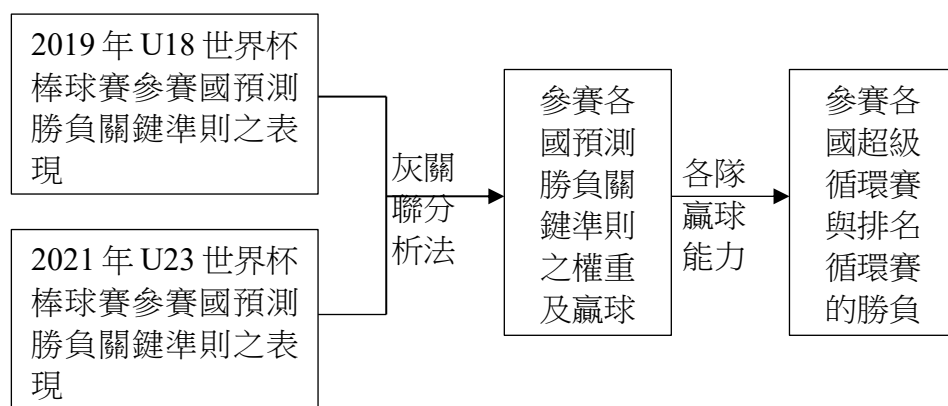 2019 年 U18 世界杯
棒球賽參賽國預測
勝負關鍵準則之表
現
2021 年 U23 世界杯
棒球賽參賽國預測
勝負關鍵準則之表
現
灰關
聯分
析法
參賽各
國預測
勝負關
鍵準則
之權重
及贏球
各隊
贏球
能力
參賽各
國超級
循環賽
與排名
循環賽
的勝負